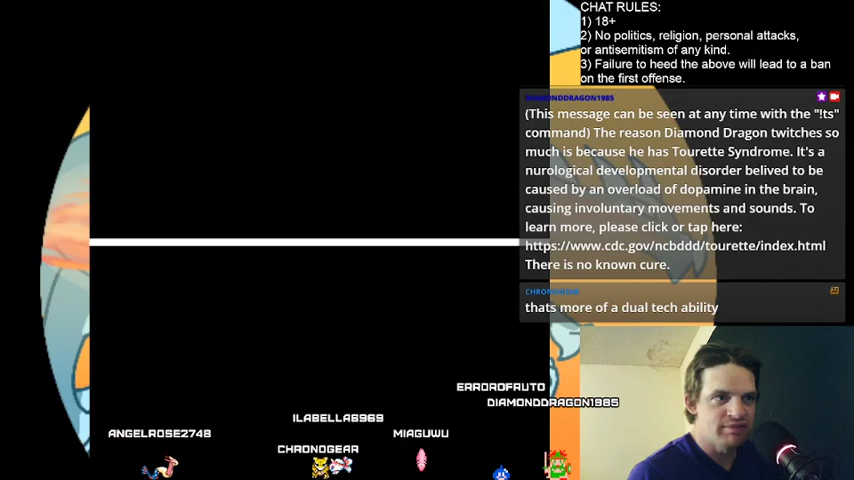 CHAT RULES:
1) 18+
2) No politics, religion, personal attacks,
or antisemitism of any kind.
3) Failure to heed the above will lead to a ban
on the first offense.
DIAMONDDRAGON1985
(This message can be seen at any time with the "!ts"
command) The reason Diamond Dragon twitches so
much is because he has Tourette Syndrome. It's a
nurological developmental disorder belived to be
caused by an overload of dopamine in the brain,
causing involuntary movements and sounds. To
learn more, please click or tap here:
https://www.cdc.gov/ncbddd/tourette/index.html
There is no known cure.
CHRONOGEAR
thats more of a dual tech ability
ERROROFRUTO
DIAMONDDRAGON1985
ILABELLA6969
ANGELROSE2748
MIAGUWU
CHRONOGEAR